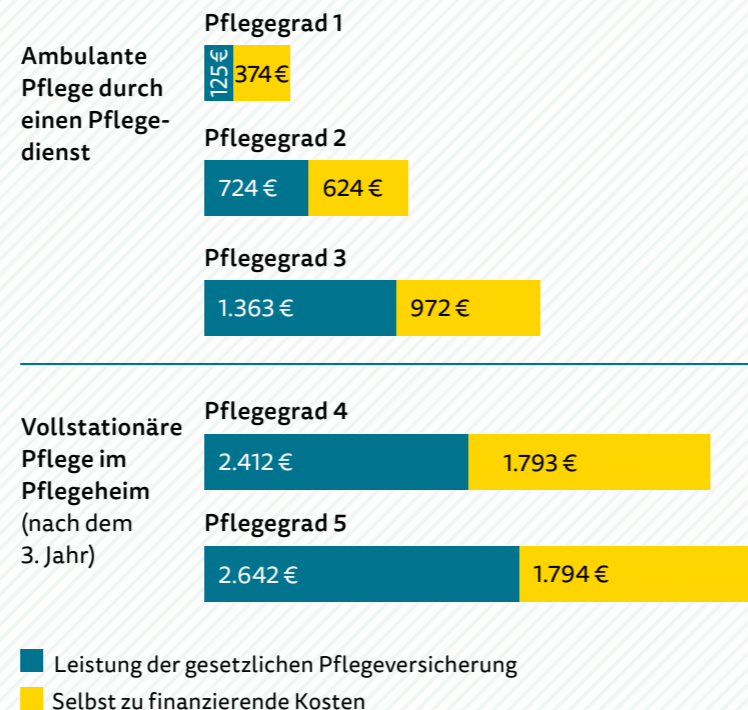 Ambulante
Pflege durch
einen Pflege-
dienst
Pflegegrad 1
125 €
374 €
Pflegegrad 2
724 €
624 €
Pflegegrad 3
1.363 €
972 €
Vollstationäre
Pflege im
Pflegeheim
(nach dem
3. Jahr)
Pflegegrad 4
2.412 €
1.793 €
Pflegegrad 5
2.642 €
1.794 €
Leistung der gesetzlichen Pflegeversicherung
Selbst zu finanzierende Kosten